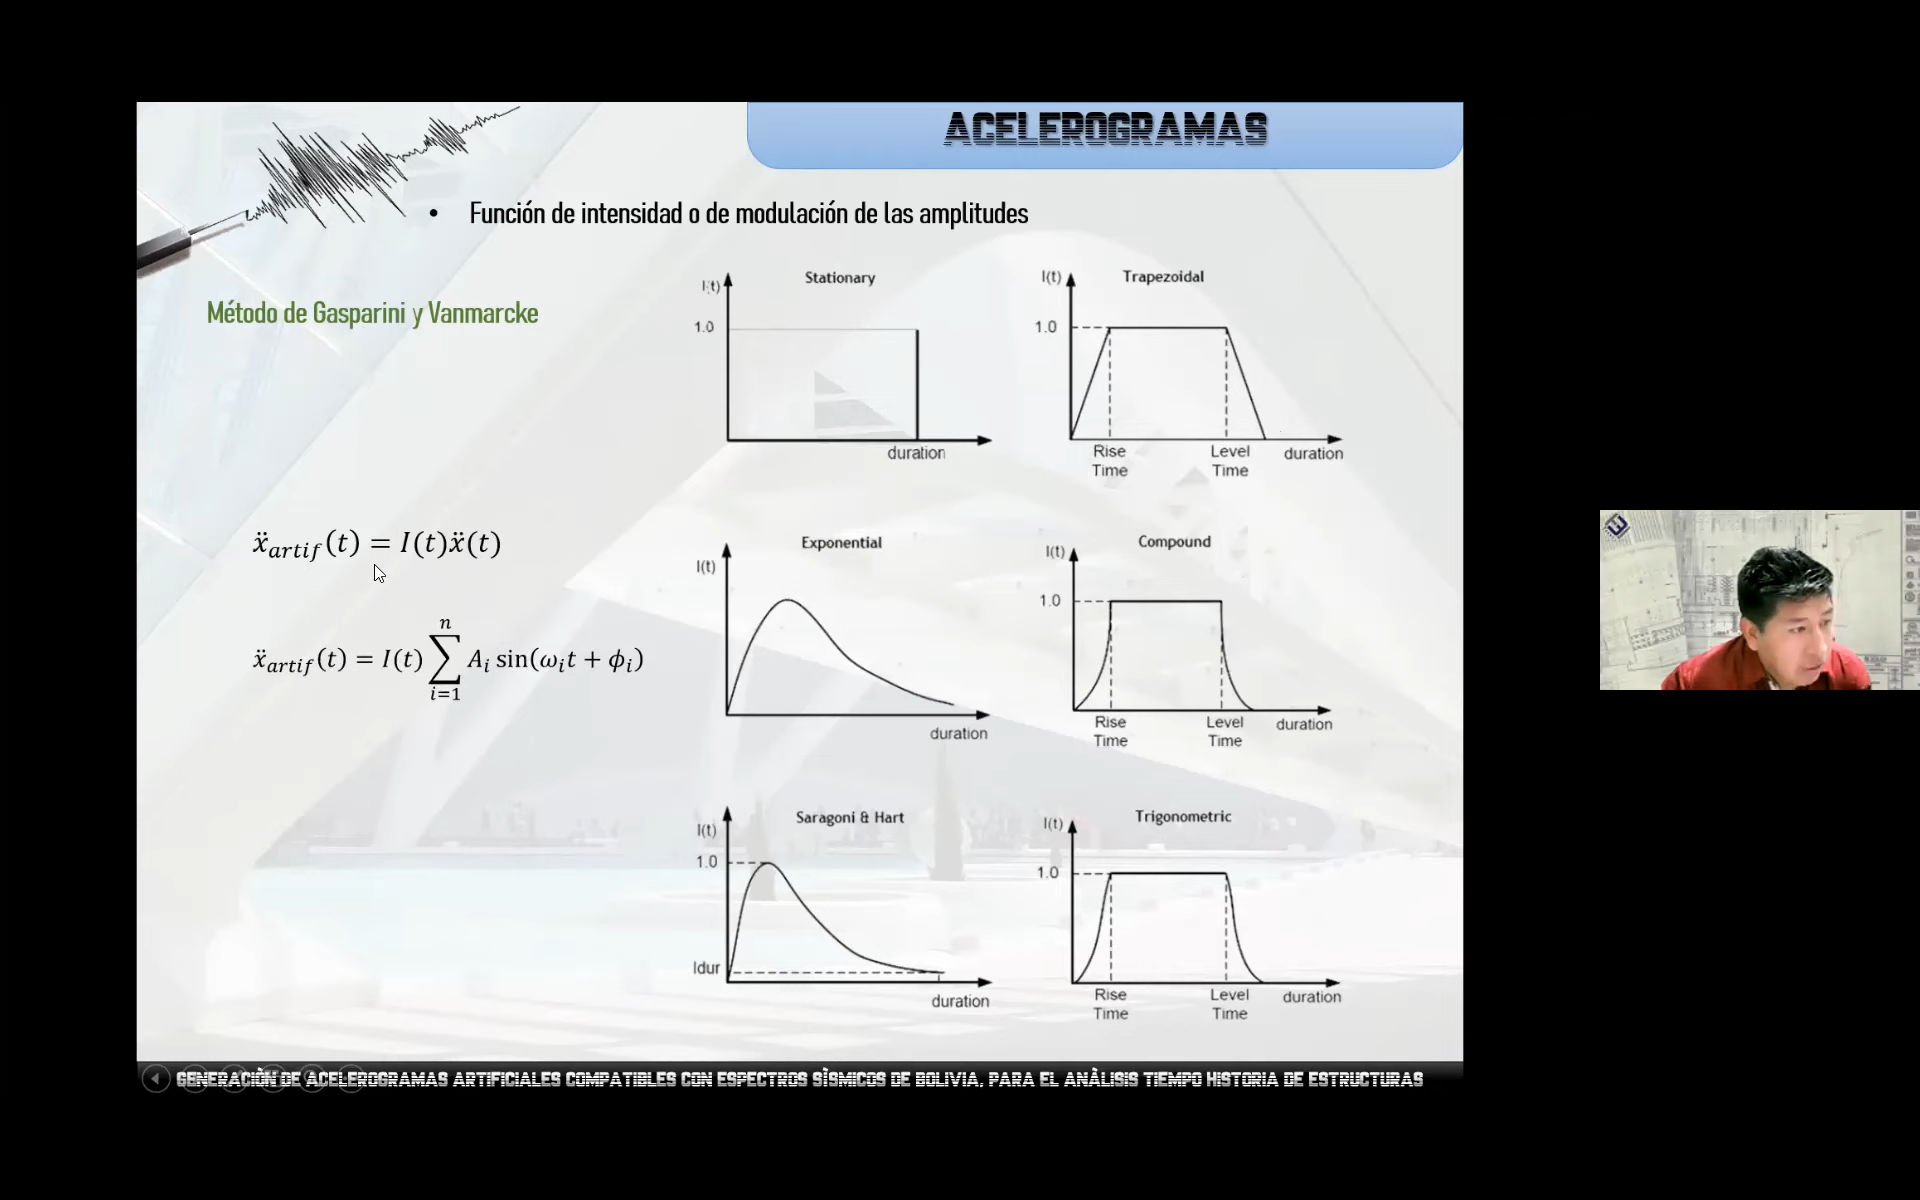 ACELEROGRAMAS
• Función de intensidad o de modulación de las amplitudes
Método de Gasparini y Vanmarcke
Stationary
I(t)
1.0
duration
Trapezoidal
I(t)
1.0
Rise Time
Level Time
duration
ẍ_artif(t) = I(t)ẍ(t)
ẍ_artif(t) = I(t) ∑_{i=1}^{n} A_i sin(ω_i t + ϕ_i)
Exponential
I(t)
duration
Compound
I(t)
1.0
Rise Time
Level Time
duration
Saragoni & Hart
I(t)
1.0
Idur
duration
Trigonometric
I(t)
1.0
Rise Time
Level Time
duration
GENERACIÒN DE ACELEROGRAMAS ARTIFICIALES COMPATIBLES CON ESPECTROS SÌSMICOS DE BOLIVIA, PARA EL ANÀLISIS TIEMPO HISTORIA DE ESTRUCTURAS